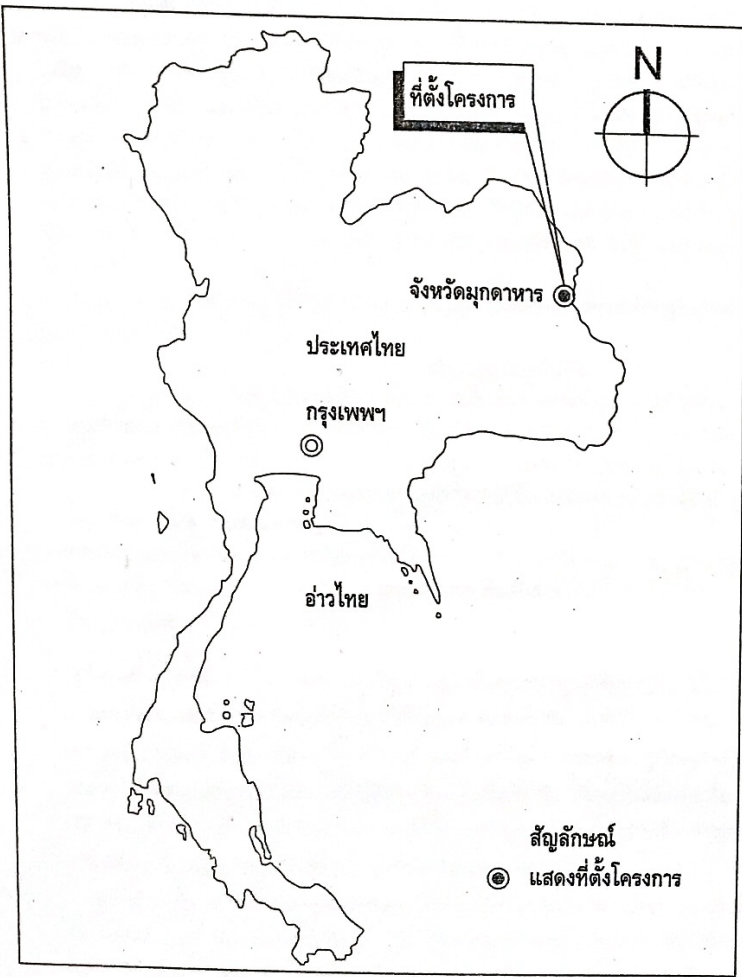 N
ที่ตั้งโครงการ
จังหวัดมุกดาหาร
ประเทศไทย
กรุงเพพฯ
อ่าวไทย
สัญลักษณ์
แสดงที่ตั้งโครงการ